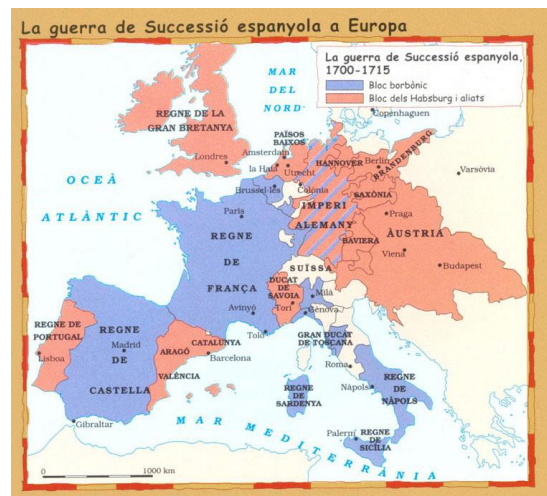 La guerra de Successió espanyola a Europa
La guerra de Successió espanyola,
1700-1715
Bloc borbònic
Bloc dels Habsburg i aliats
MAR
DEL
NORD
Copenhaguen
REGNE DE LA
GRAN BRETANYA
Londres
PAÍSOS
BAIXOS
Amsterdam
la Haia
Utrecht
HANNOVER
Berlín
BRANDENBURG
Varsòvia
Brussel·les
Colònia
SAXÒNIA
OCEÀ
ATLÀNTIC
París
IMPERI
ALEMANY
Praga
ÀUSTRIA
BAVIERA
Viena
Budapest
REGNE
DE
FRANÇA
SUÏSSA
DUCAT
DE
SAVOIA
Milà
Torí
Gènova
Avinyó
Toló
GRAN DUCAT
DE TOSCANA
REGNE DE
PORTUGAL
Lisboa
REGNE
DE
CASTELLA
Madrid
CATALUNYA
ARAGÓ
Barcelona
VALÈNCIA
Roma
REGNE
DE
SARDENYA
Nàpols
REGNE
DE
NÀPOLS
Gibraltar
MAR MEDITERRÀNIA
Palerm
REGNE
DE
SICÍLIA
0 1000 km